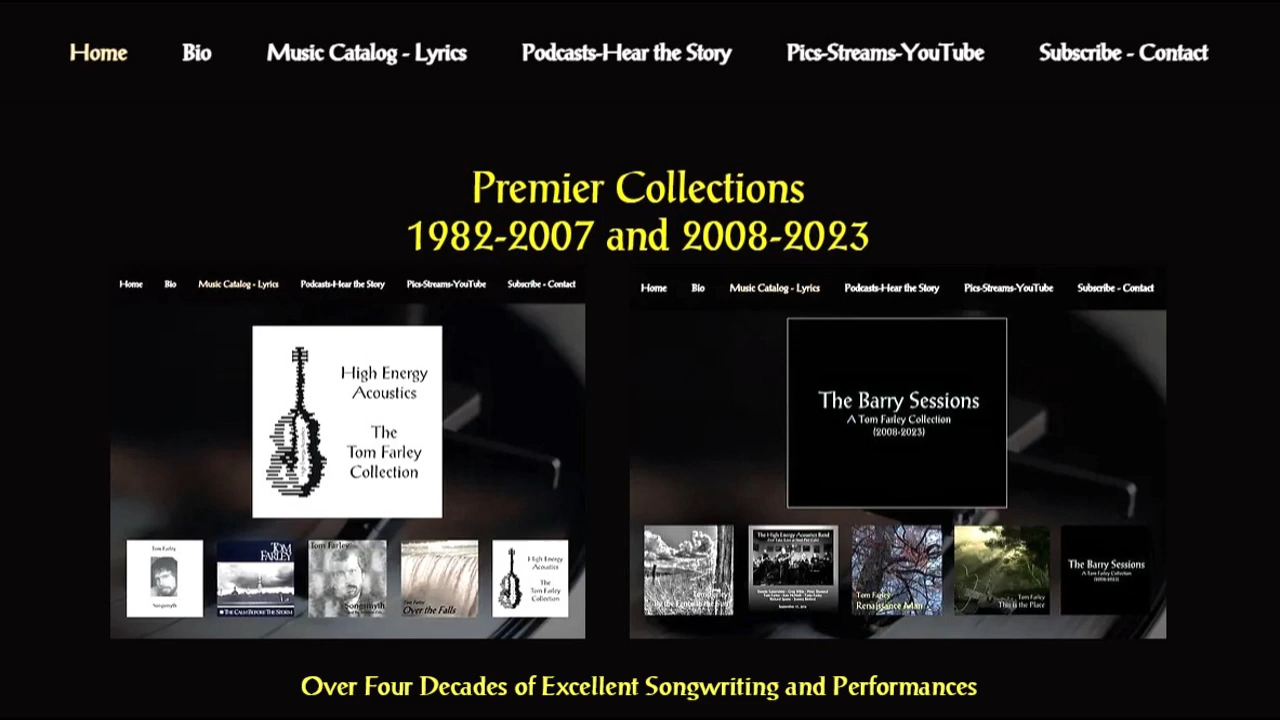 Home Bio Music Catalog - Lyrics Podcasts-Hear the Story Pics-Streams-YouTube Subscribe - Contact
Premier Collections
1982-2007 and 2008-2023
Home Bio Music Catalog - Lyrics Podcasts-Hear the Story Pics-Streams-YouTube Subscribe - Contact
High Energy
Acoustics
The
Tom Farley
Collection
Tom Farley
Songsmyth
TOM
FARLEY
THE CALM BEFORE THE STORM
Tom Farley
Songsmyth
Tom Farley
Over the Falls
High Energy
Acoustics
The
Tom Farley
Collection
Home Bio Music Catalog - Lyrics Podcasts-Hear the Story Pics-Streams-YouTube Subscribe - Contact
The Barry Sessions
A Tom Farley Collection
(2008-2023)
Tom Farley
The High Energy Acoustics Band
Tom Farley
Renaissance Man
Tom Farley
This is the Place
The Barry Sessions
A Tom Farley Collection
(2008-2023)
Over Four Decades of Excellent Songwriting and Performances